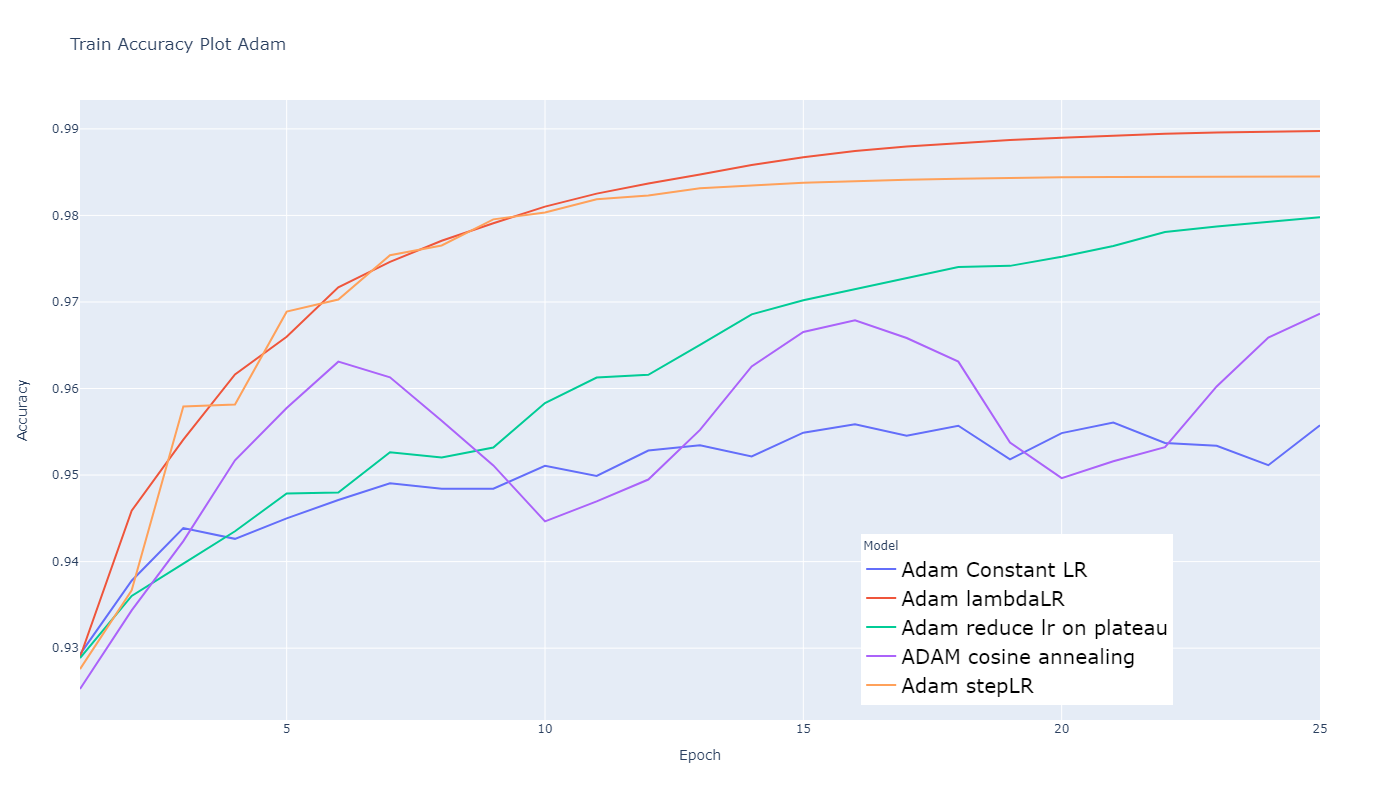 Train Accuracy Plot Adam
0.99
0.98
0.97
0.96
0.95
0.94
0.93
Accuracy
5
10
15
20
25
Epoch
Model
Adam Constant LR
Adam lambdaLR
Adam reduce lr on plateau
ADAM cosine annealing
Adam stepLR